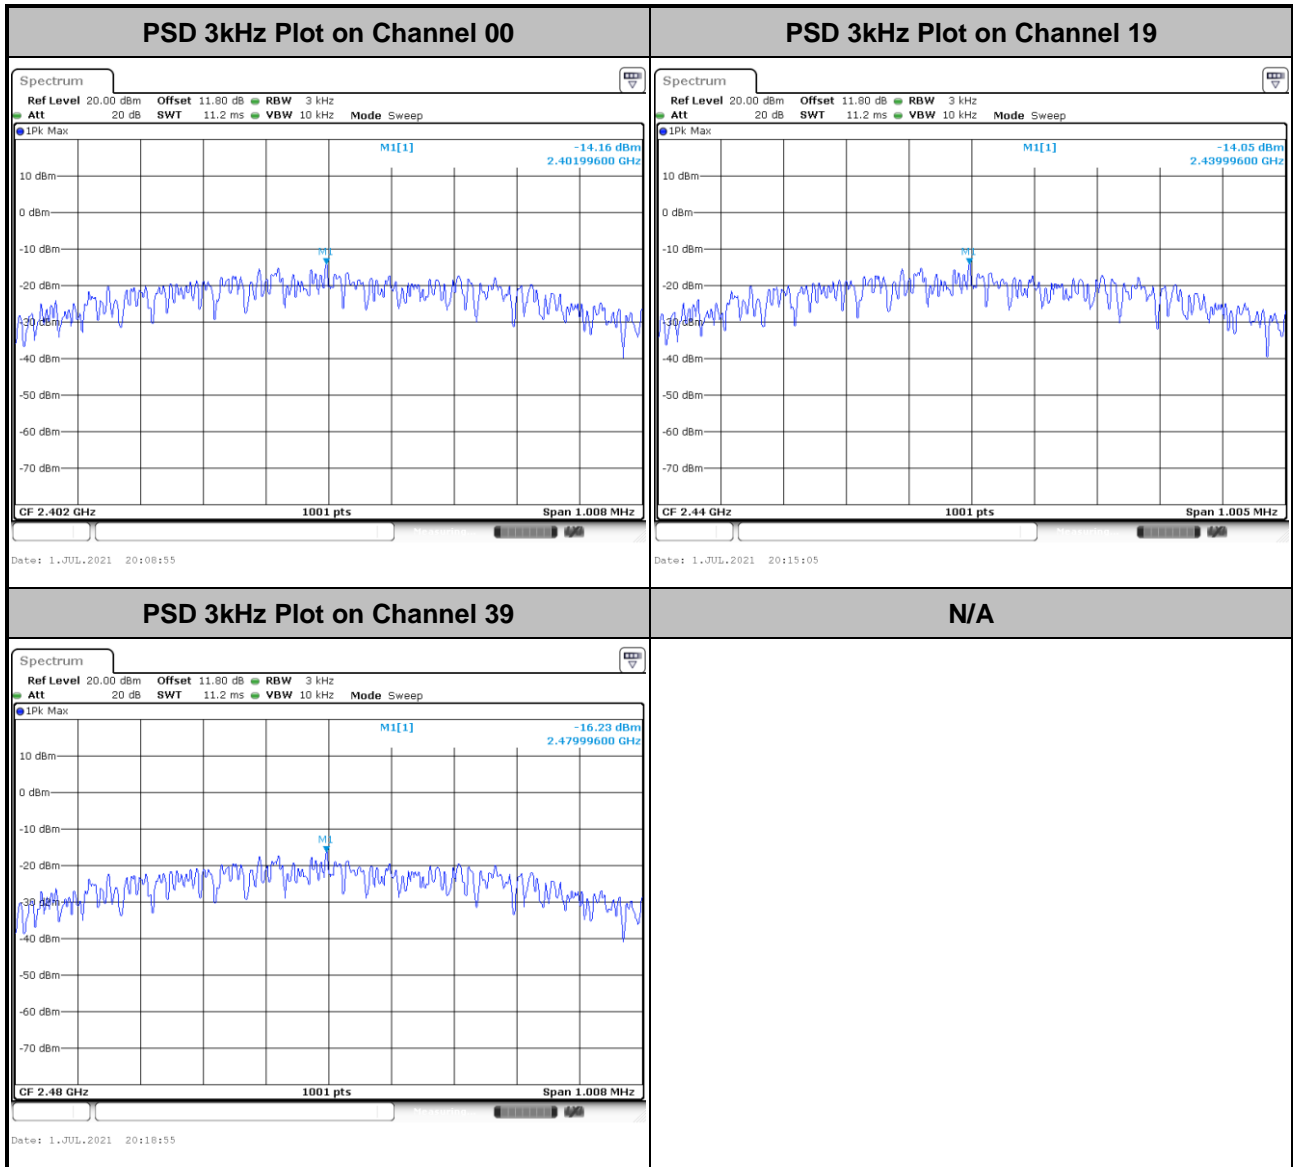 PSD 3kHz Plot on Channel 00
PSD 3kHz Plot on Channel 19
Spectrum
Ref Level 20.00 dBm Offset 11.80 dB RBW 3 kHz
Att 20 dB SWT 11.2 ms VBW 10 kHz Mode Sweep
1Pk Max
M1[1] -14.16 dBm
2.40199600 GHz
10 dBm
0 dBm
M1
-10 dBm
-20 dBm
-30 dBm
-40 dBm
-50 dBm
-60 dBm
-70 dBm
CF 2.402 GHz 1001 pts Span 1.008 MHz
Measuring
Date: 1.JUL.2021 20:08:55
Spectrum
Ref Level 20.00 dBm Offset 11.80 dB RBW 3 kHz
Att 20 dB SWT 11.2 ms VBW 10 kHz Mode Sweep
1Pk Max
M1[1] -14.05 dBm
2.43999600 GHz
10 dBm
0 dBm
-10 dBm
M1
-20 dBm
-30 dBm
-40 dBm
-50 dBm
-60 dBm
-70 dBm
CF 2.44 GHz 1001 pts Span 1.005 MHz
Measuring
Date: 1.JUL.2021 20:15:05
PSD 3kHz Plot on Channel 39
N/A
Spectrum
Ref Level 20.00 dBm Offset 11.80 dB RBW 3 kHz
Att 20 dB SWT 11.2 ms VBW 10 kHz Mode Sweep
1Pk Max
M1[1] -16.23 dBm
2.47999600 GHz
10 dBm
0 dBm
-10 dBm
M1
-20 dBm
-30 dBm
-40 dBm
-50 dBm
-60 dBm
-70 dBm
CF 2.48 GHz 1001 pts Span 1.008 MHz
Measuring
Date: 1.JUL.2021 20:18:55